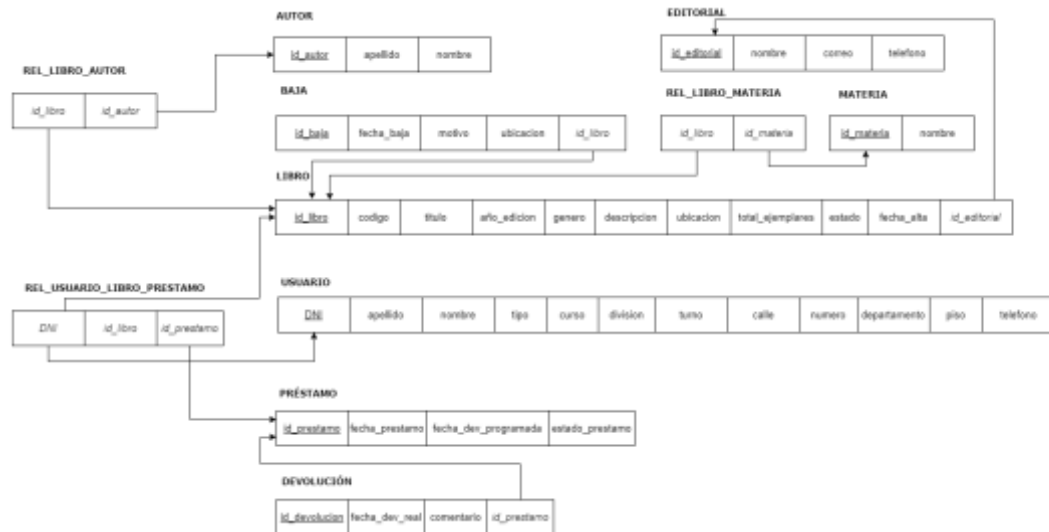 AUTOR
id_autor apellido nombre
EDITORIAL
id_editorial nombre correo telefono
REL_LIBRO_AUTOR
id_libro id_autor
BAJA
id_baja fecha_baja motivo ubicacion id_libro
REL_LIBRO_MATERIA
id_libro id_materia
MATERIA
id_materia nombre
LIBRO
id_libro codigo titulo año_edicion genero descripcion ubicacion total_ejemplares estado fecha_alta id_editorial
REL_USUARIO_LIBRO_PRESTAMO
DNI id_libro id_prestamo
USUARIO
DNI apellido nombre tipo curso division turno calle numero departamento piso telefono
PRÉSTAMO
id_prestamo fecha_prestamo fecha_dev_programada estado_prestamo
DEVOLUCIÓN
id_devolucion fecha_dev_real comentario id_prestamo